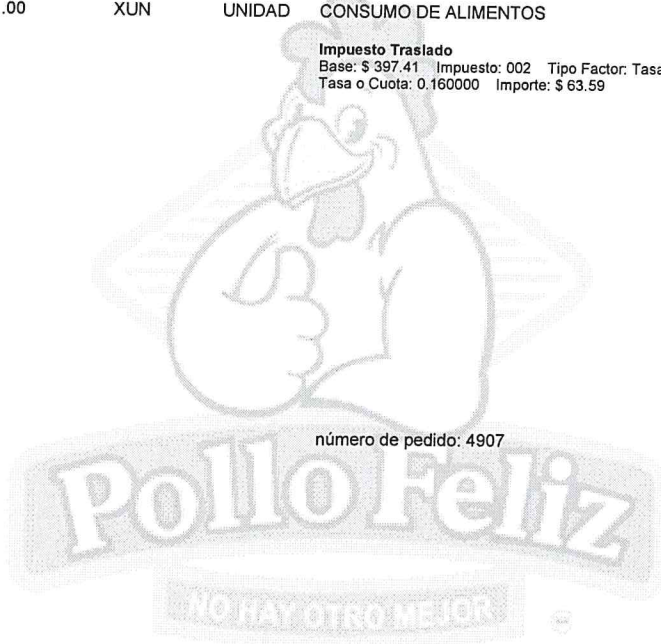 .00 XUN UNIDAD CONSUMO DE ALIMENTOS
Impuesto Traslado
Base: $ 397.41 Impuesto: 002 Tipo Factor: Tasa
Tasa o Cuota: 0.160000 Importe: $ 63.59
número de pedido: 4907
Pollo Feliz
NO HAY OTRO MEJOR